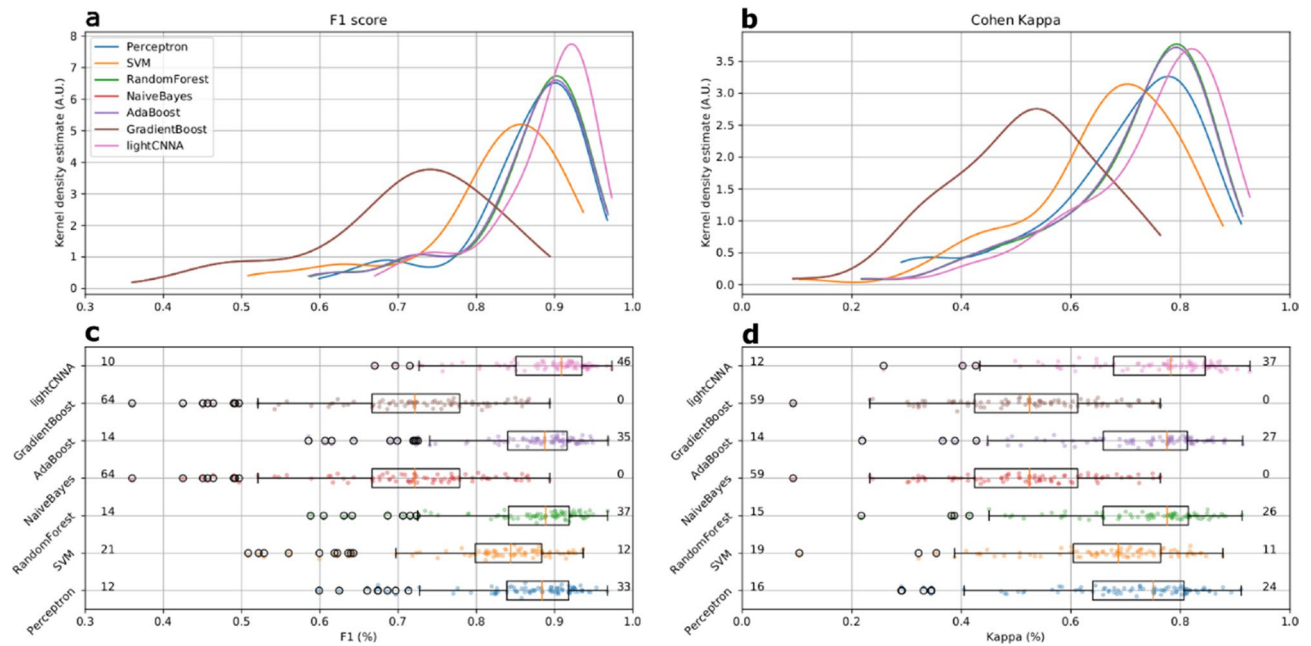 a
F1 score
Kernel density estimate (A.U.)
8
7
6
5
4
3
2
1
0
Perceptron
SVM
RandomForest
NaiveBayes
AdaBoost
GradientBoost
lightCNNA
0.3 0.4 0.5 0.6 0.7 0.8 0.9 1.0
b
Cohen Kappa
Kernel density estimate (A.U.)
3.5
3.0
2.5
2.0
1.5
1.0
0.5
0.0
0.0 0.2 0.4 0.6 0.8 1.0
c
lightCNNA 10 46
GradientBoost 64 0
AdaBoost 14 35
NaiveBayes 64 0
RandomForest 14 37
SVM 21 12
Perceptron 12 33
0.3 0.4 0.5 0.6 0.7 0.8 0.9 1.0
F1 (%)
d
lightCNNA 12 37
GradientBoost 59 0
AdaBoost 14 27
NaiveBayes 59 0
RandomForest 15 26
SVM 19 11
Perceptron 16 24
0.0 0.2 0.4 0.6 0.8 1.0
Kappa (%)